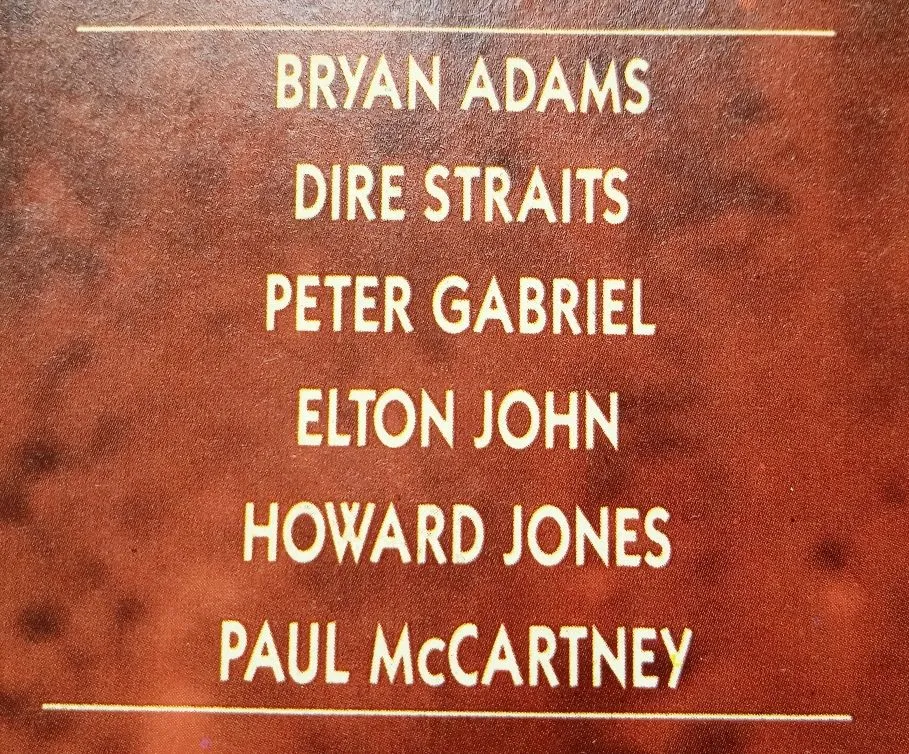 BRYAN ADAMS
DIRE STRAITS
PETER GABRIEL
ELTON JOHN
HOWARD JONES
PAUL McCARTNEY